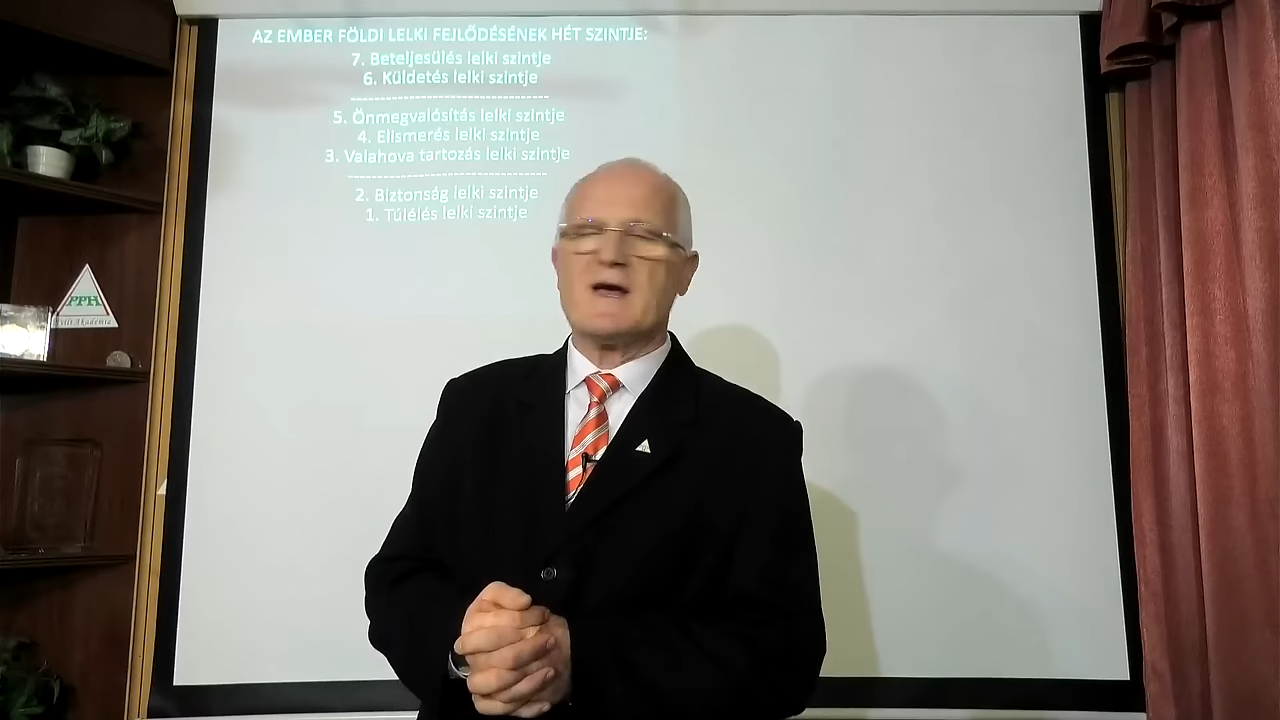 AZ EMBER FÖLDI LELKI FEJLŐDÉSÉNEK HÉT SZINTJE:
7. Beteljesülés lelki szintje
6. Küldetés lelki szintje
----------------------------------
5. Önmegvalósítás lelki szintje
4. Elismerés lelki szintje
3. Valahova tartozás lelki szintje
----------------------------------
2. Biztonság lelki szintje
1. Túlélés lelki szintje
PPH
Akadémia